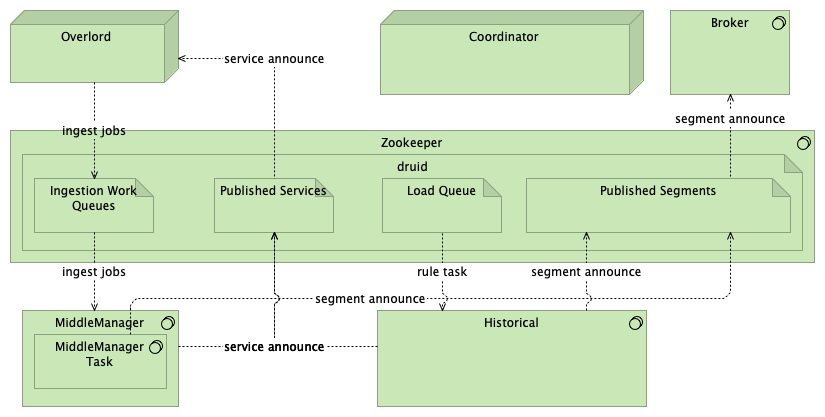 Overlord
Coordinator
Broker
service announce
segment announce
ingest jobs
Zookeeper
druid
Ingestion Work
Queues
Published Services
Load Queue
Published Segments
ingest jobs
rule task
segment announce
segment announce
MiddleManager
Historical
MiddleManager
Task
service announce